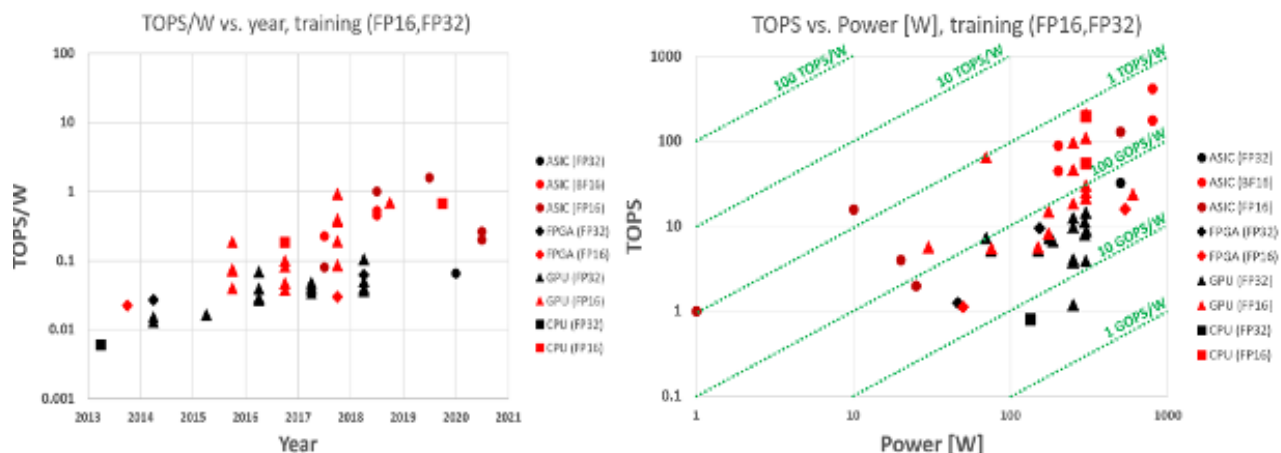 TOPS/W vs. year, training (FP16,FP32)
100
10
1
0.1
0.01
0.001
TOPS/W
2013 2014 2015 2016 2017 2018 2019 2020 2021
Year
ASIC (FP32)
ASIC (BF16)
ASIC (FP16)
FPGA (FP32)
FPGA (FP16)
GPU (FP32)
GPU (FP16)
CPU (FP32)
CPU (FP16)
TOPS vs. Power [W], training (FP16,FP32)
1000
100
10
1
0.1
TOPS
100 TOPS/W
10 TOPS/W
1 TOPS/W
100 GOPS/W
10 GOPS/W
1 GOPS/W
1 10 100 1000
Power [W]
ASIC (FP32)
ASIC (BF16)
ASIC (FP16)
FPGA (FP32)
FPGA (FP16)
GPU (FP32)
GPU (FP16)
CPU (FP32)
CPU (FP16)